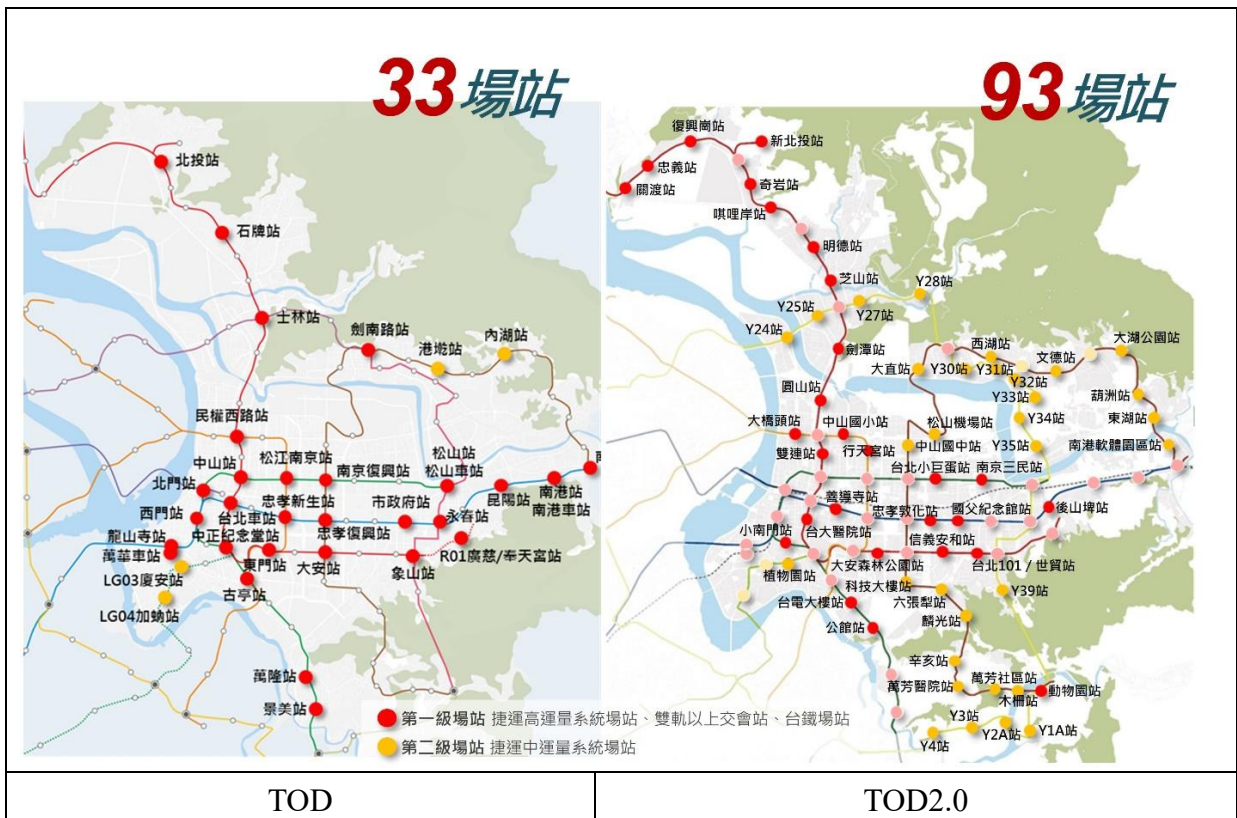 33場站
北投站
石牌站
士林站
劍南路站
港墘站
內湖站
民權西路站
中山站
松江南京站
南京復興站
松山站
松山車站
北門站
忠孝新生站
市政府站
昆陽站
南港站
南港車站
西門站
台北車站
忠孝復興站
永春站
龍山寺站
萬華車站
中正紀念堂站
東門站
大安站
象山站
R01廣慈/奉天宮站
LG03廈安站
古亭站
LG04加蚋站
萬隆站
景美站
93場站
復興崗站
新北投站
忠義站
關渡站
奇岩站
唭哩岸站
明德站
芝山站
Y28站
Y25站
Y27站
Y24站
劍潭站
西湖站
大湖公園站
文德站
大直站
Y30站
Y31站
Y32站
圓山站
Y33站
葫洲站
大橋頭站
中山國小站
松山機場站
Y34站
東湖站
行天宮站
中山國中站
Y35站
南港軟體園區站
雙連站
台北小巨蛋站
南京三民站
善導寺站
忠孝敦化站
國父紀念館站
後山埤站
小南門站
台大醫院站
信義安和站
植物園站
大安森林公園站
台北101 / 世貿站
科技大樓站
台電大樓站
六張犁站
Y39站
公館站
麟光站
辛亥站
萬芳醫院站
萬芳社區站
木柵站
動物園站
Y3站
Y4站
Y2A站
Y1A站
第一級場站 捷運高運量系統場站、雙軌以上交會站、台鐵場站
第二級場站 捷運中運量系統場站
TOD
TOD2.0